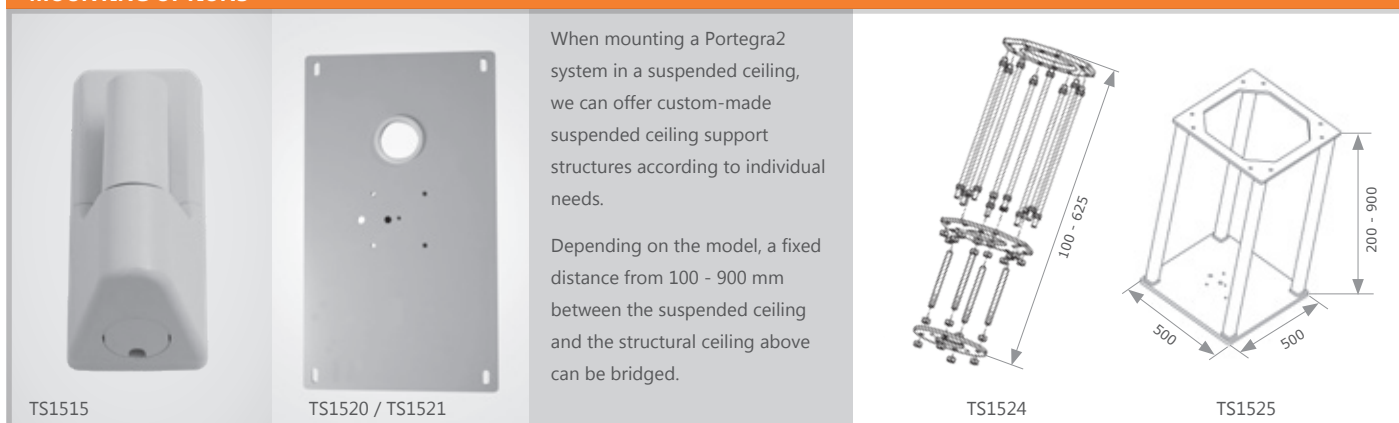 When mounting a Portegra2
system in a suspended ceiling,
we can offer custom-made
suspended ceiling support
structures according to individual
needs.
Depending on the model, a fixed
distance from 100 - 900 mm
between the suspended ceiling
and the structural ceiling above
can be bridged.
100 - 625
200 - 900
500
500
TS1515
TS1520 / TS1521
TS1524
TS1525